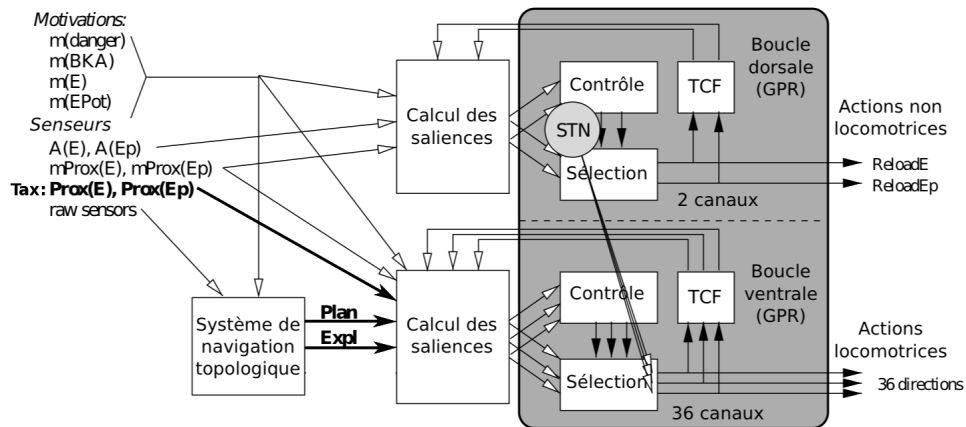 Motivations:
m(danger)
m(BKA)
m(E)
m(EPot)
Senseurs
A(E), A(Ep)
mProx(E), mProx(Ep)
Tax: Prox(E), Prox(Ep)
raw sensors
Système de
navigation
topologique
Plan
Expl
Calcul des
saliences
Contrôle
STN
Sélection
TCF
Boucle
dorsale
(GPR)
2 canaux
Actions non
locomotrices
ReloadE
ReloadEp
Calcul des
saliences
Contrôle
Sélection
TCF
Boucle
ventrale
(GPR)
36 canaux
Actions
locomotrices
36 directions